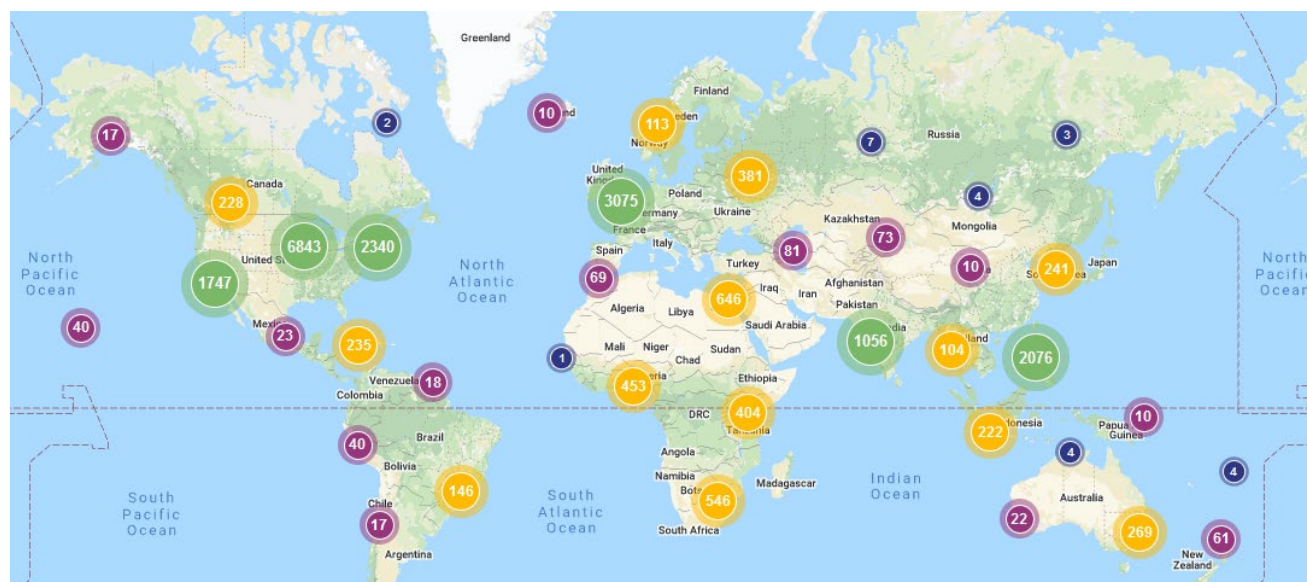 Greenland
10
2
17
113
Finland
7
Russia
3
Norway
United
381
Canada
228
3075
Poland
Ukraine
4
France
Kazakhstan
Mongolia
6843
2340
Spain
Italy
81
73
North
Pacific
Ocean
North
Atlantic
Ocean
1747
69
Turkey
Iraq
Iran
Afghanistan
Pakistan
10
241
Japan
North
Pacific
Ocean
Algeria
Libya
646
Saudi Arabia
40
23
235
Mali
Niger
Chad
Sudan
1056
104
2076
1
Venezuela
18
Colombia
453
Ethiopia
DRC
404
Tanzania
222
10
Papua
Guinea
40
Brazil
Bolivia
Angola
4
4
Namibia
Madagascar
Indian
Ocean
Australia
146
South
Pacific
Ocean
South
Atlantic
Ocean
546
South Africa
Chile
17
22
269
61
New
Zealand
Argentina